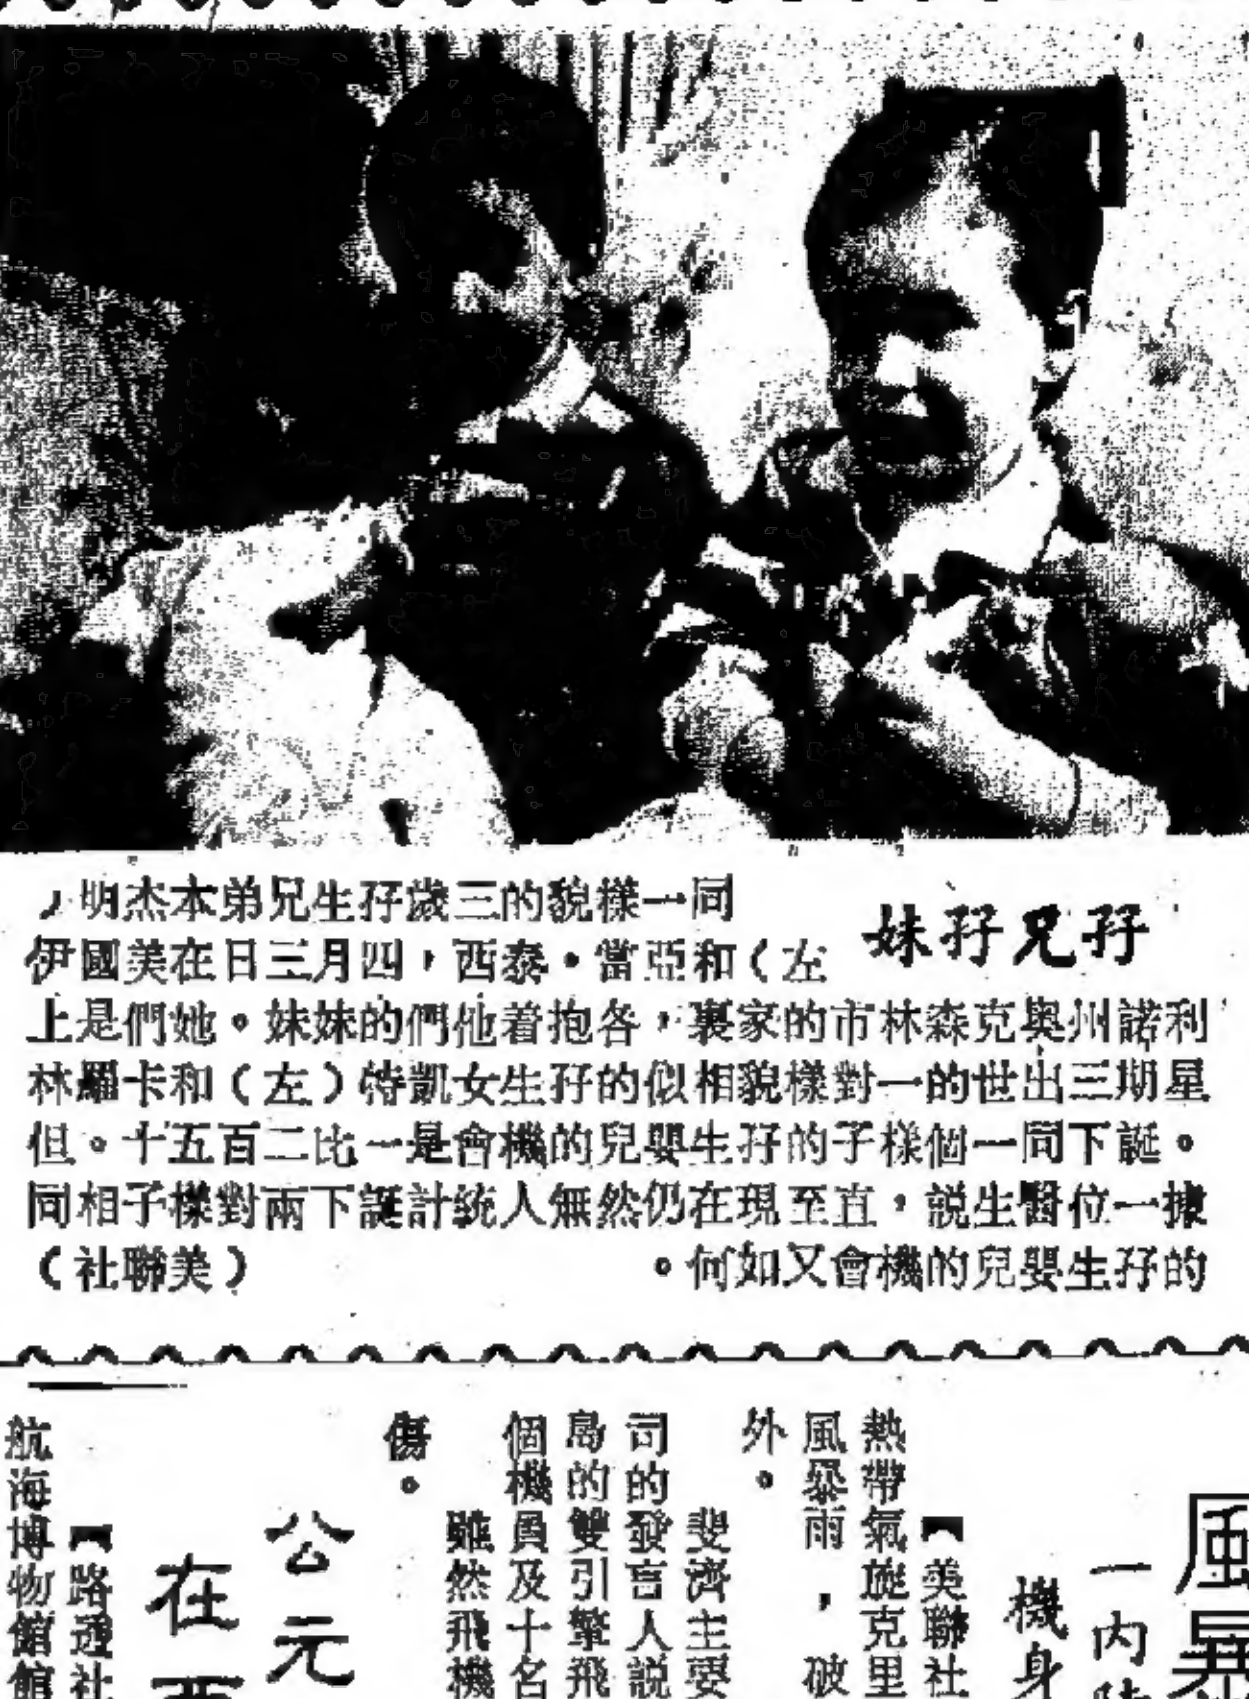 孖兄孖妹
同一樣貌的三歲孖生兄弟本杰明
左）和亞當•泰西，四月三日在美國伊
利諾州奧克森林市的家裏，各抱着他們的妹妹。她們是上
星期三出世的一對樣貌相似的孖生女凱特（左）和卡羅林
。誕下同一個樣子的孖生嬰兒的機會是一比二百五十。但
據一位醫生説，直至現在仍然無人統計誕下兩對樣子相同
的孖生嬰兒的機會又如何。（美聯社）
風暴
一内
機身
【美聯社
熱帶氣旋克里
風暴雨，破
外。
斐濟主要
司的發言人説
島的雙引擎飛
個機員及十名
雖然飛機
傷。
公元
在
【路透社
航海博物館館